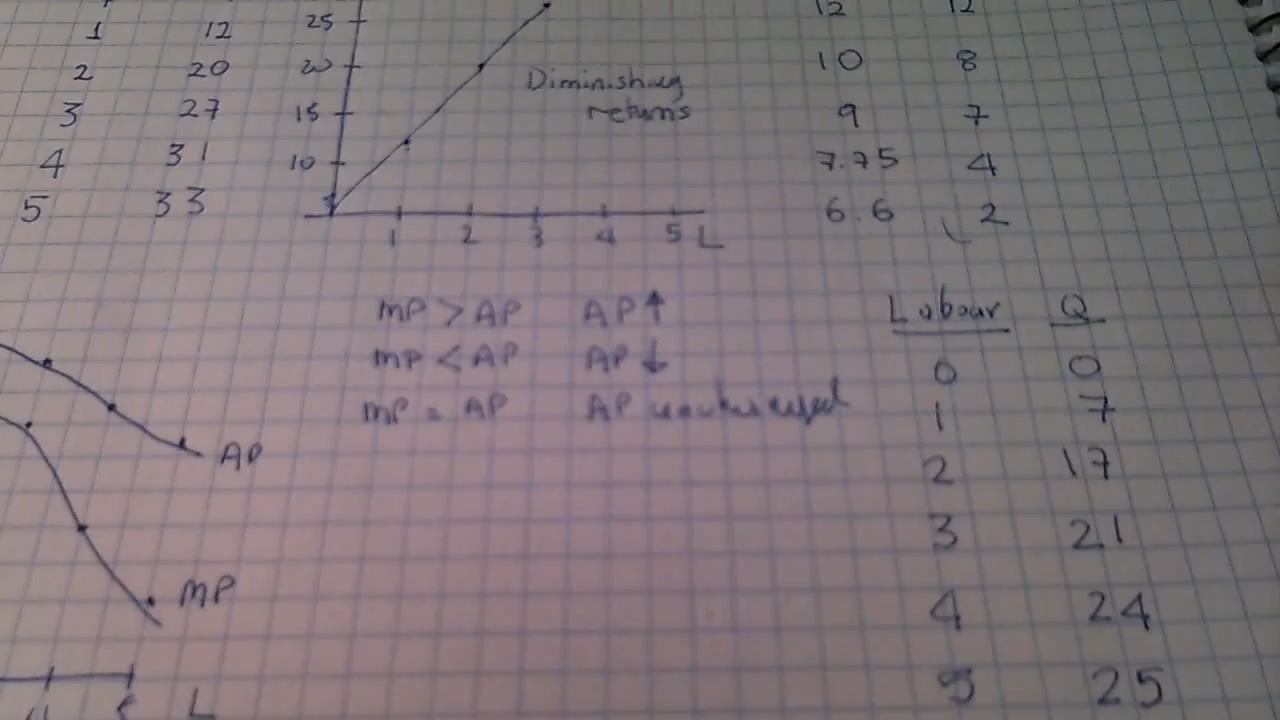 12 12
1 12 25
2 20 20 10 8
Diminishing
3 27 15 returns 9 7
4 31 10 7.75 4
5 33 6.6 2
1 2 3 4 5 L
MP > AP AP ↑ Labour Q
MP < AP AP ↓ 0 0
MP = AP AP 1 7
AP 2 17
3 21
MP 4 24
L 5 25